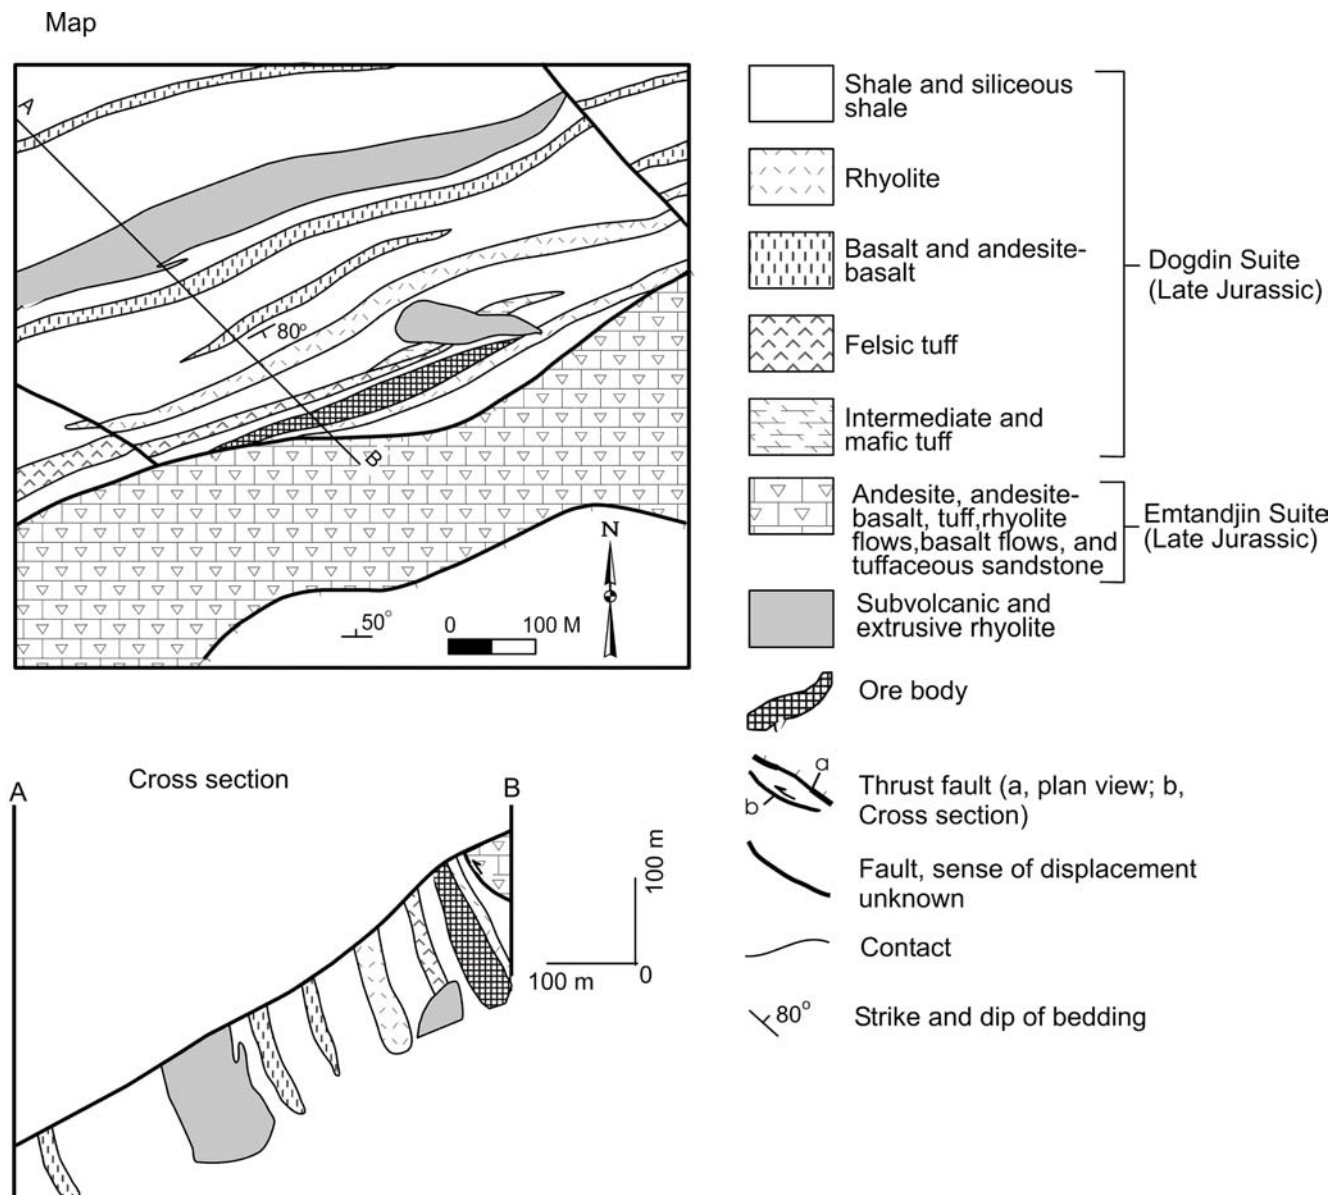 Map
A
80°
B
N
50°
0 100 M
Shale and siliceous
shale
Rhyolite
Basalt and andesite-
basalt
Felsic tuff
Intermediate and
mafic tuff
Dogdin Suite
(Late Jurassic)
Andesite, andesite-
basalt, tuff,rhyolite
flows,basalt flows, and
tuffaceous sandstone
Emtandjin Suite
(Late Jurassic)
Subvolcanic and
extrusive rhyolite
Ore body
a
b
Thrust fault (a, plan view; b,
Cross section)
Fault, sense of displacement
unknown
Contact
80°
Strike and dip of bedding
Cross section
A
B
100 m
100 m
0